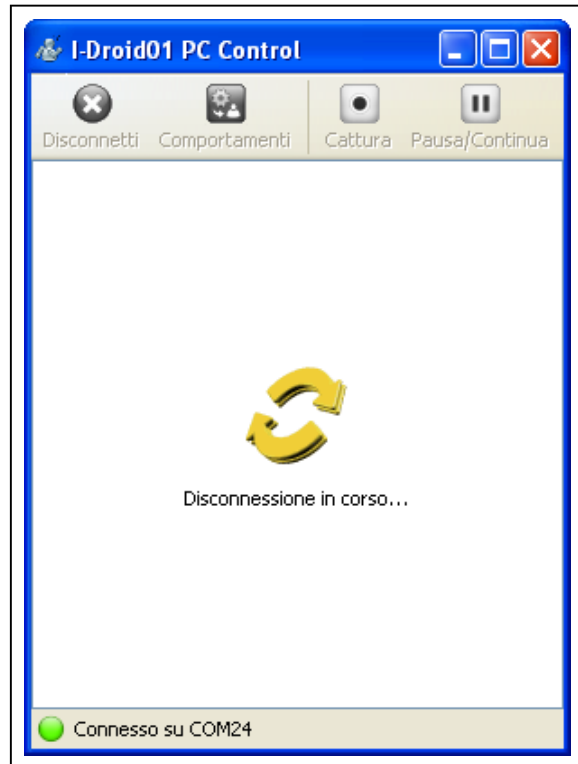 I-Droid01 PC Control
Disconnetti Comportamenti Cattura Pausa/Continua
Disconnessione in corso...
Connesso su COM24